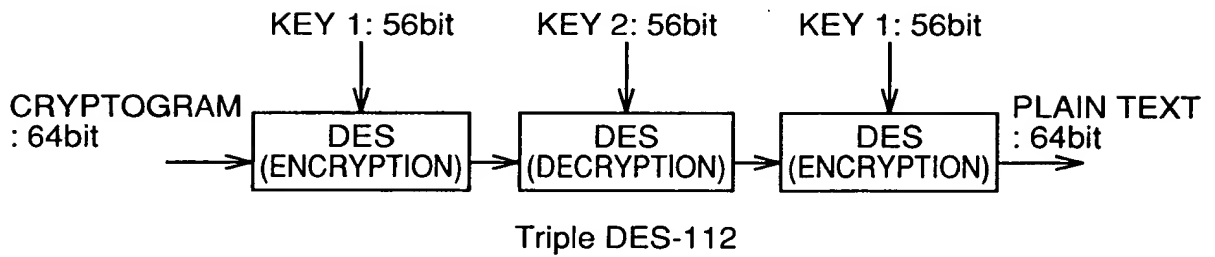 KEY 1: 56bit
KEY 2: 56bit
KEY 1: 56bit
CRYPTOGRAM
: 64bit
DES
(ENCRYPTION)
DES
(DECRYPTION)
DES
(ENCRYPTION)
PLAIN TEXT
: 64bit
Triple DES-112